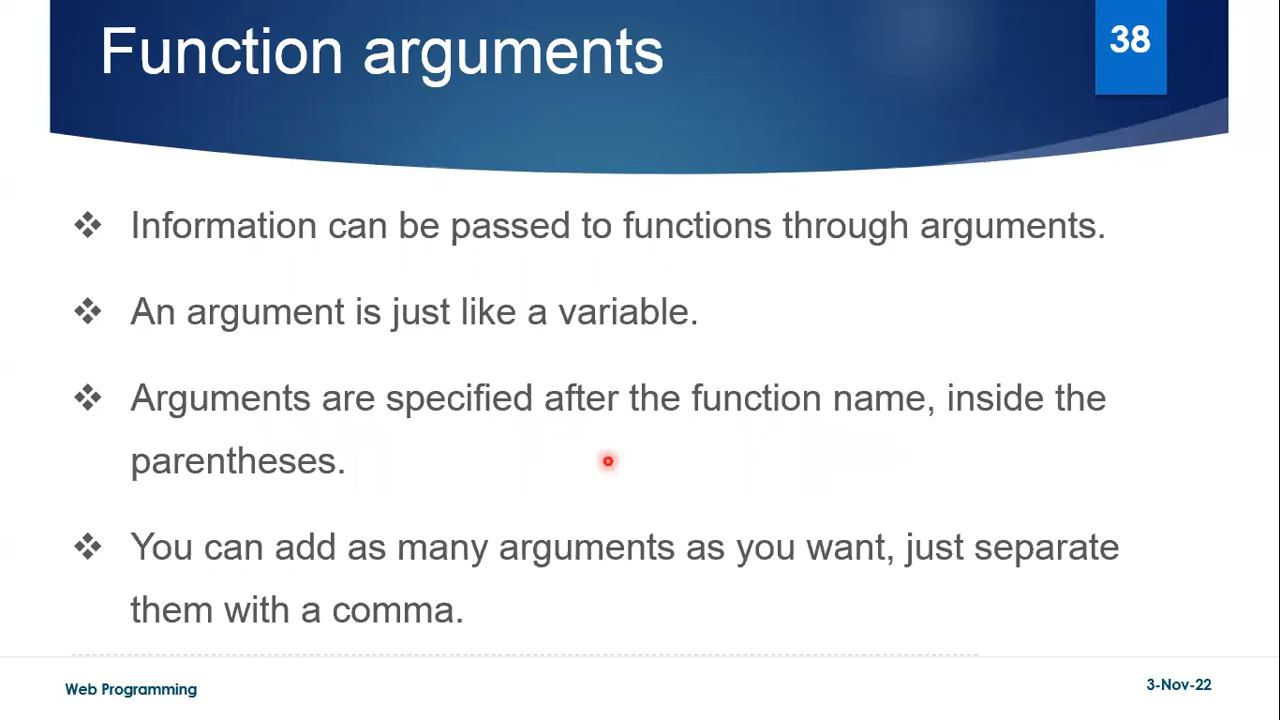 Function arguments
38
Information can be passed to functions through arguments.
An argument is just like a variable.
Arguments are specified after the function name, inside the
parentheses.
You can add as many arguments as you want, just separate
them with a comma.
Web Programming
3-Nov-22